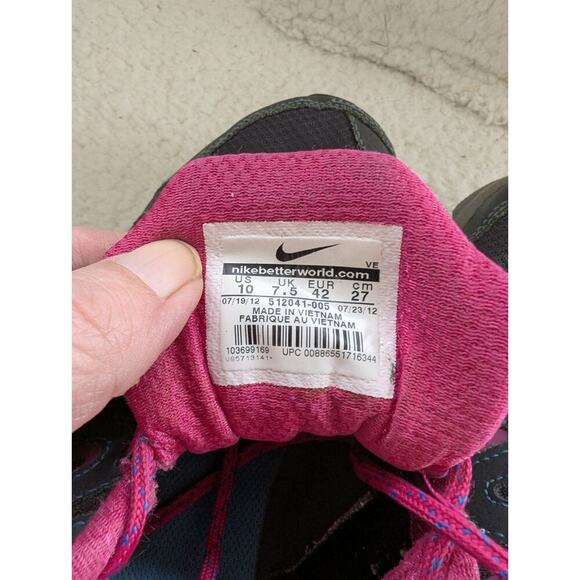 VE
nikebetterworld.com
US UK EUR cm
10 7.5 42 27
07/19/12 512041-005 07/23/12
MADE IN VIETNAM
FABRIQUE AU VIETNAM
103699169 UPC 00886551716344